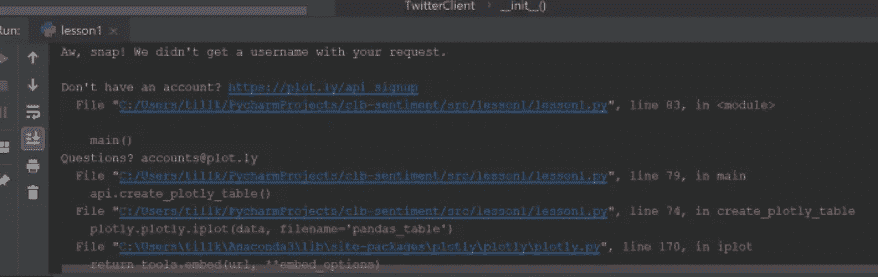 TwitterClient › __init__()
Run: lesson1 ×
Aw, snap! We didn't get a username with your request.
Don't have an account? https://plot.ly/api_signup
File "C:/Users/tillk/PycharmProjects/clb-sentiment/src/lesson1/lesson1.py", line 83, in <module>
main()
Questions? accounts@plot.ly
File "C:/Users/tillk/PycharmProjects/clb-sentiment/src/lesson1/lesson1.py", line 79, in main
api.create_plotly_table()
File "C:/Users/tillk/PycharmProjects/clb-sentiment/src/lesson1/lesson1.py", line 74, in create_plotly_table
plotly.plotly.iplot(data, filename='pandas_table')
File "C:\Users\tillk\Anaconda3\lib\site-packages\plotly\plotly\plotly.py", line 170, in iplot
return tools.embed(url, **embed_options)